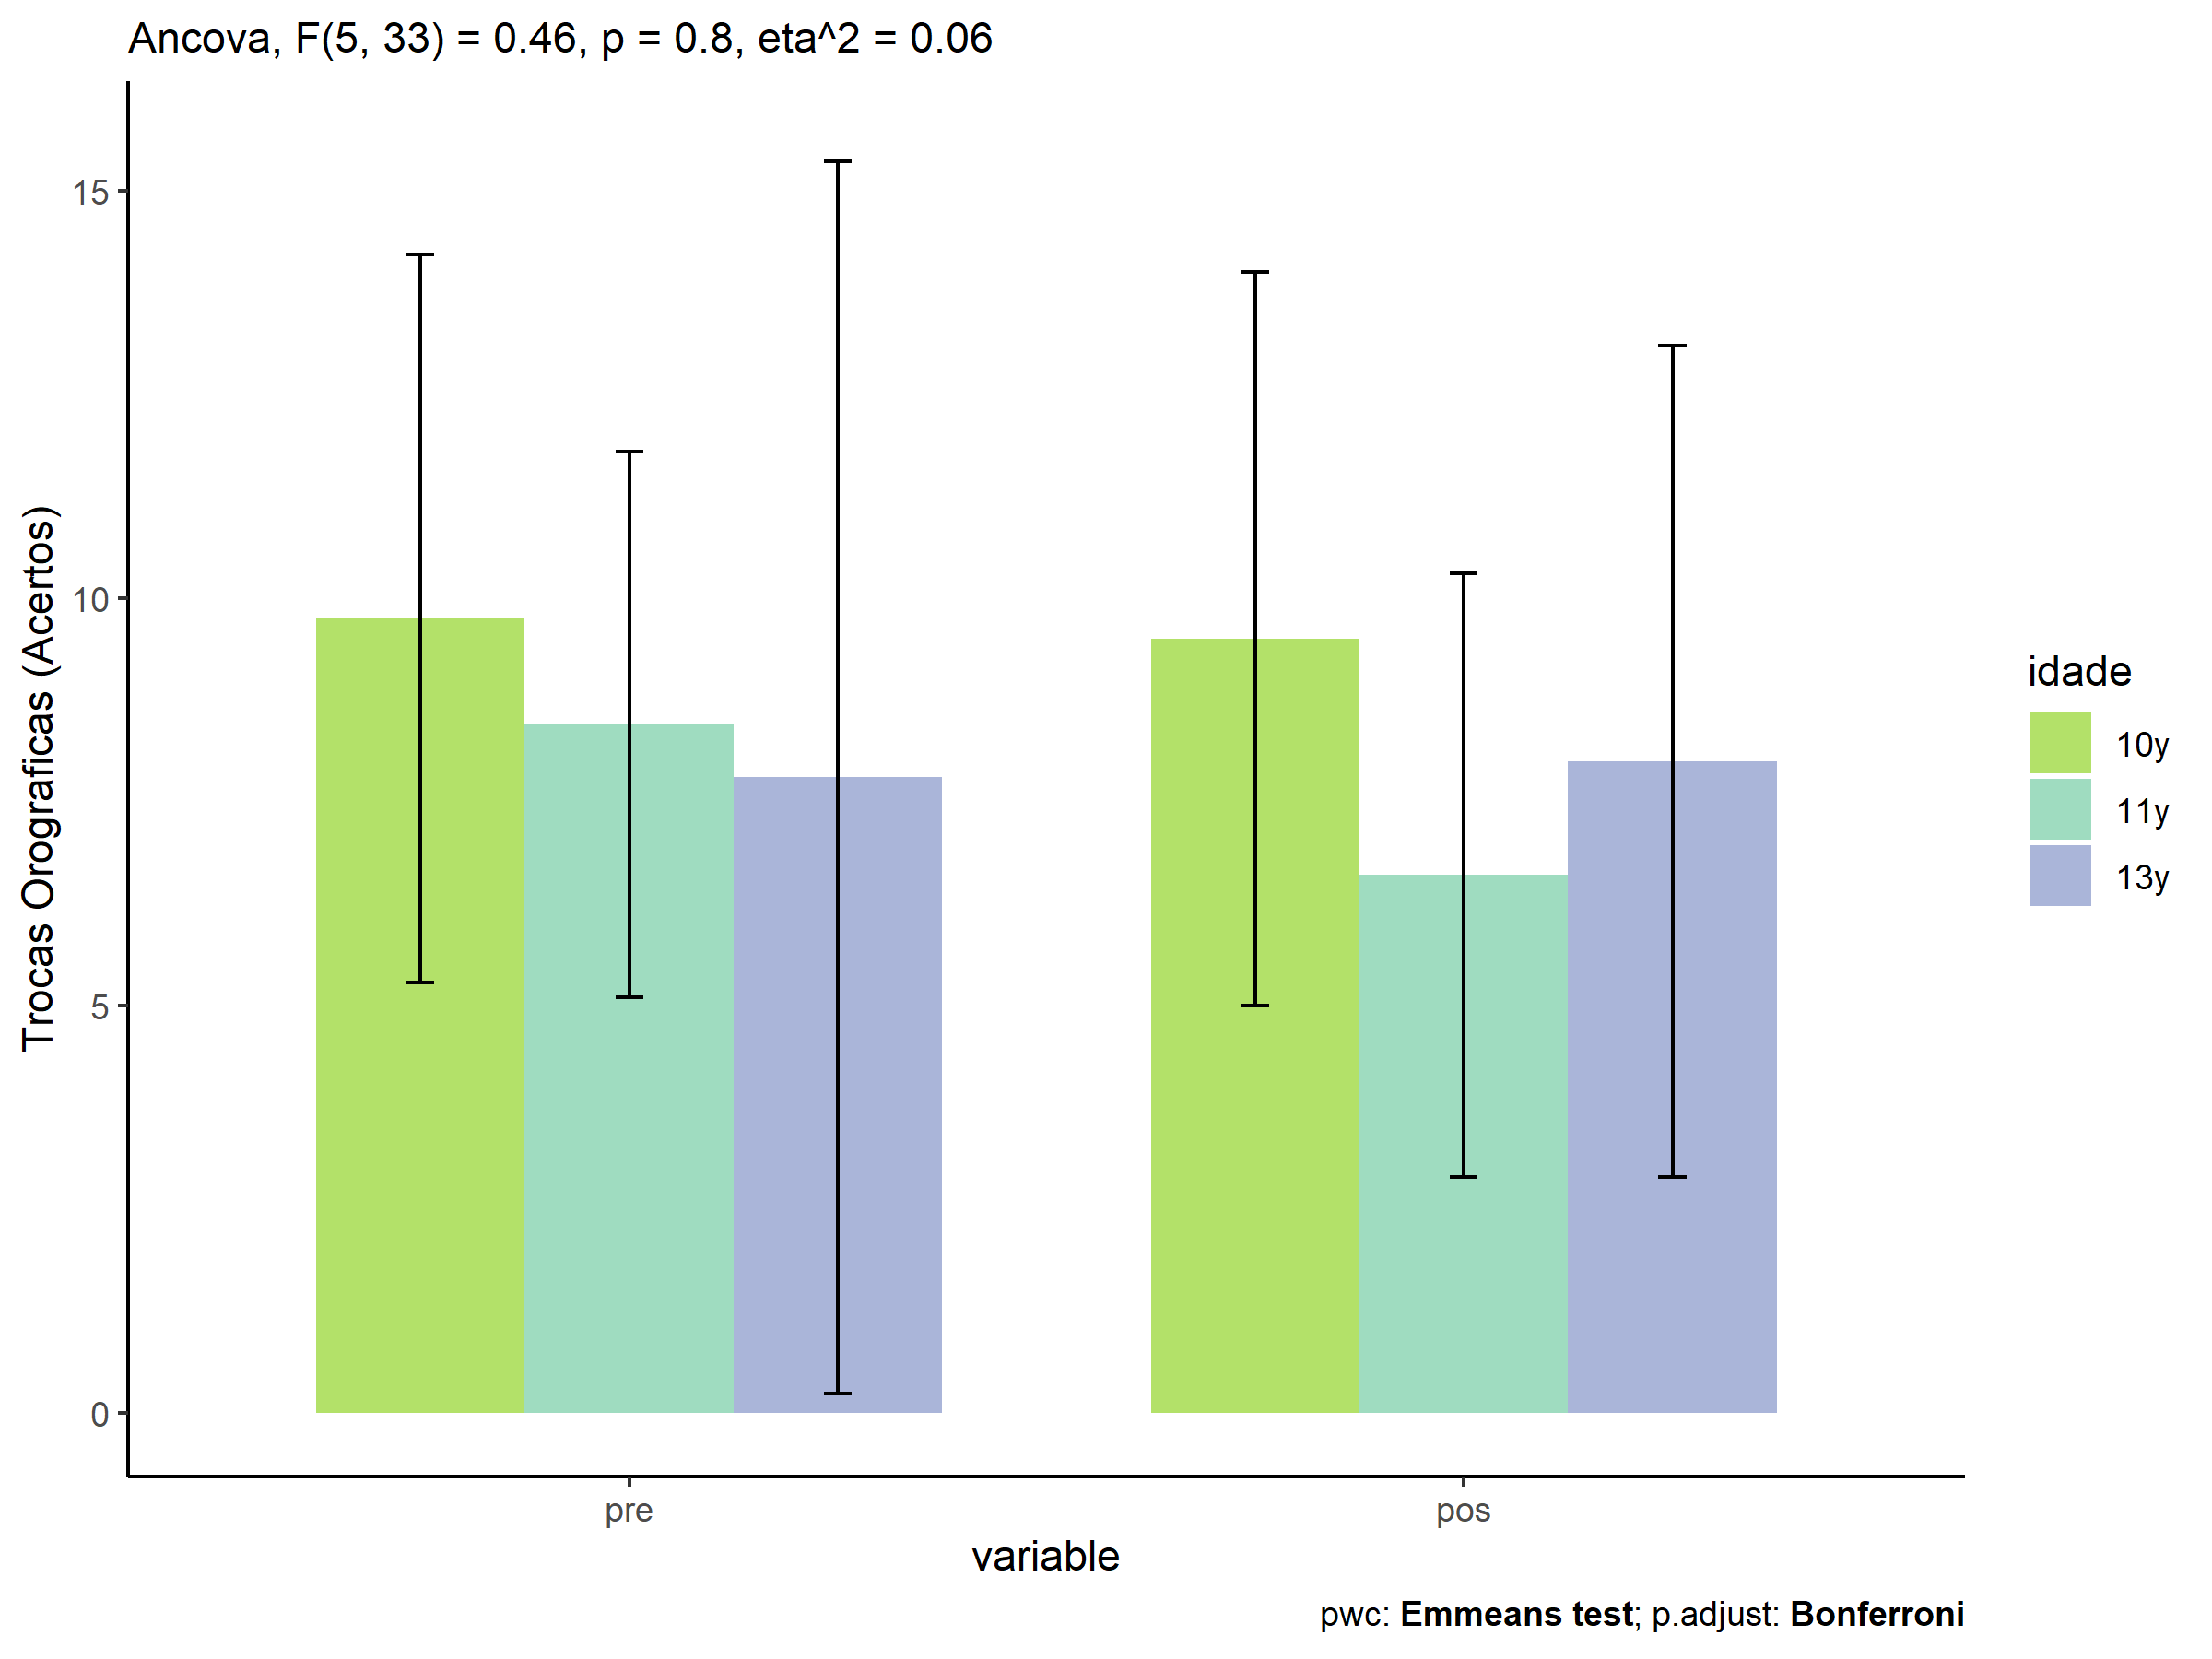 Ancova, F(5, 33) = 0.46, p = 0.8, eta^2 = 0.06
Trocas Orograficas (Acertos)
15
10
5
0
pre
pos
variable
idade
10y
11y
13y
pwc: Emmeans test; p.adjust: Bonferroni